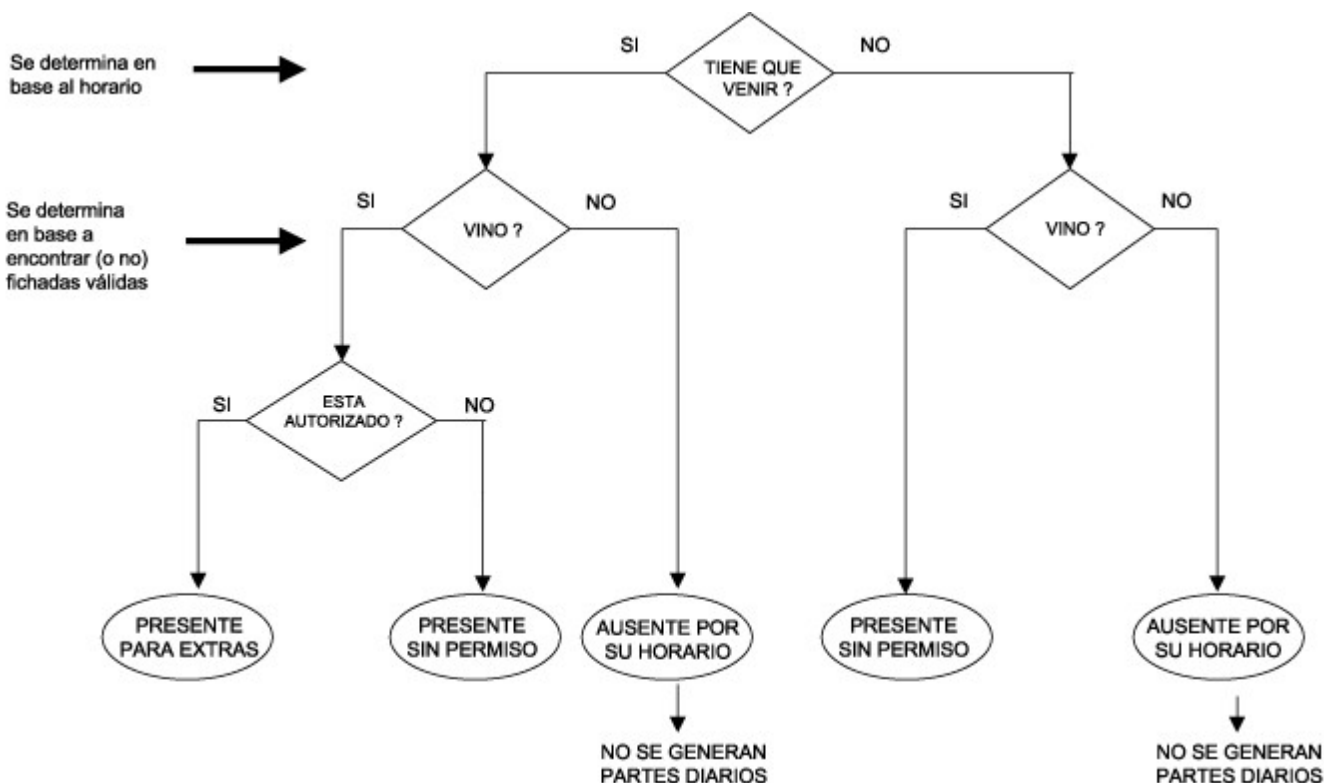 SI
NO
TIENE QUE
VENIR ?
Se determina en
base al horario
SI
NO
VINO ?
SI
NO
VINO ?
Se determina
en base a
encontrar (o no)
fichadas válidas
SI
NO
ESTA
AUTORIZADO ?
PRESENTE
PARA EXTRAS
PRESENTE
SIN PERMISO
AUSENTE POR
SU HORARIO
PRESENTE
SIN PERMISO
AUSENTE POR
SU HORARIO
NO SE GENERAN
PARTES DIARIOS
NO SE GENERAN
PARTES DIARIOS